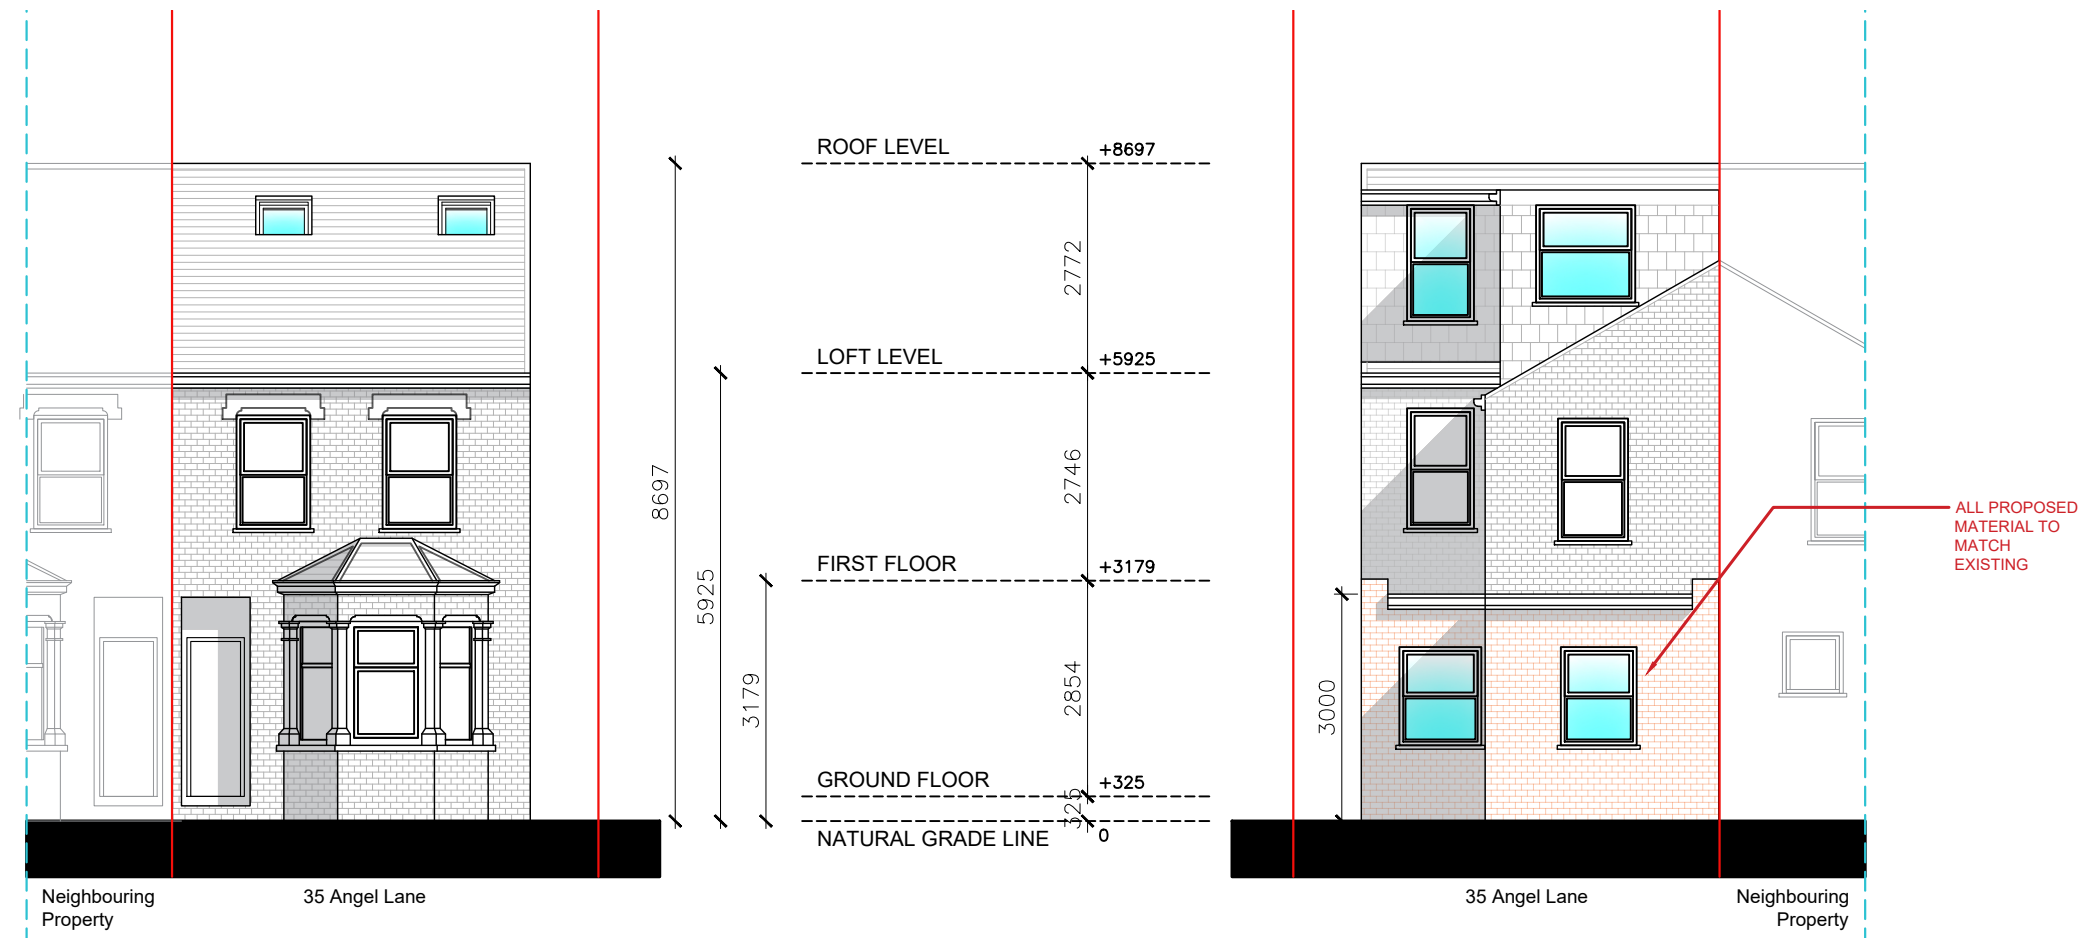 ROOF LEVEL
+8697
2772
LOFT LEVEL
+5925
8697
2746
5925
FIRST FLOOR
+3179
3179
2854
GROUND FLOOR
+325
325
NATURAL GRADE LINE
0
3000
ALL PROPOSED
MATERIAL TO
MATCH
EXISTING
Neighbouring
Property
35 Angel Lane
35 Angel Lane
Neighbouring
Property